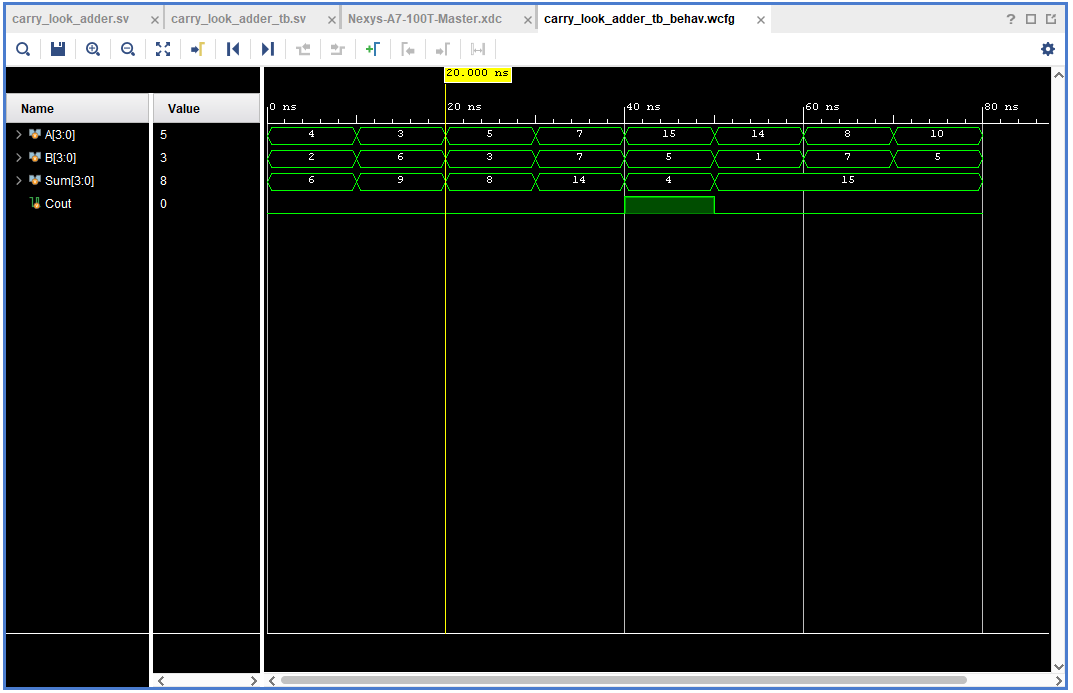 carry_look_adder.sv × carry_look_adder_tb.sv × Nexys-A7-100T-Master.xdc × carry_look_adder_tb_behav.wcfg × ?
20.000 ns
Name Value 0 ns 20 ns 40 ns 60 ns 80 ns
A[3:0] 5 4 3 5 7 15 14 8 10
B[3:0] 3 2 6 3 7 5 1 7 5
Sum[3:0] 8 6 9 8 14 4 15
Cout 0